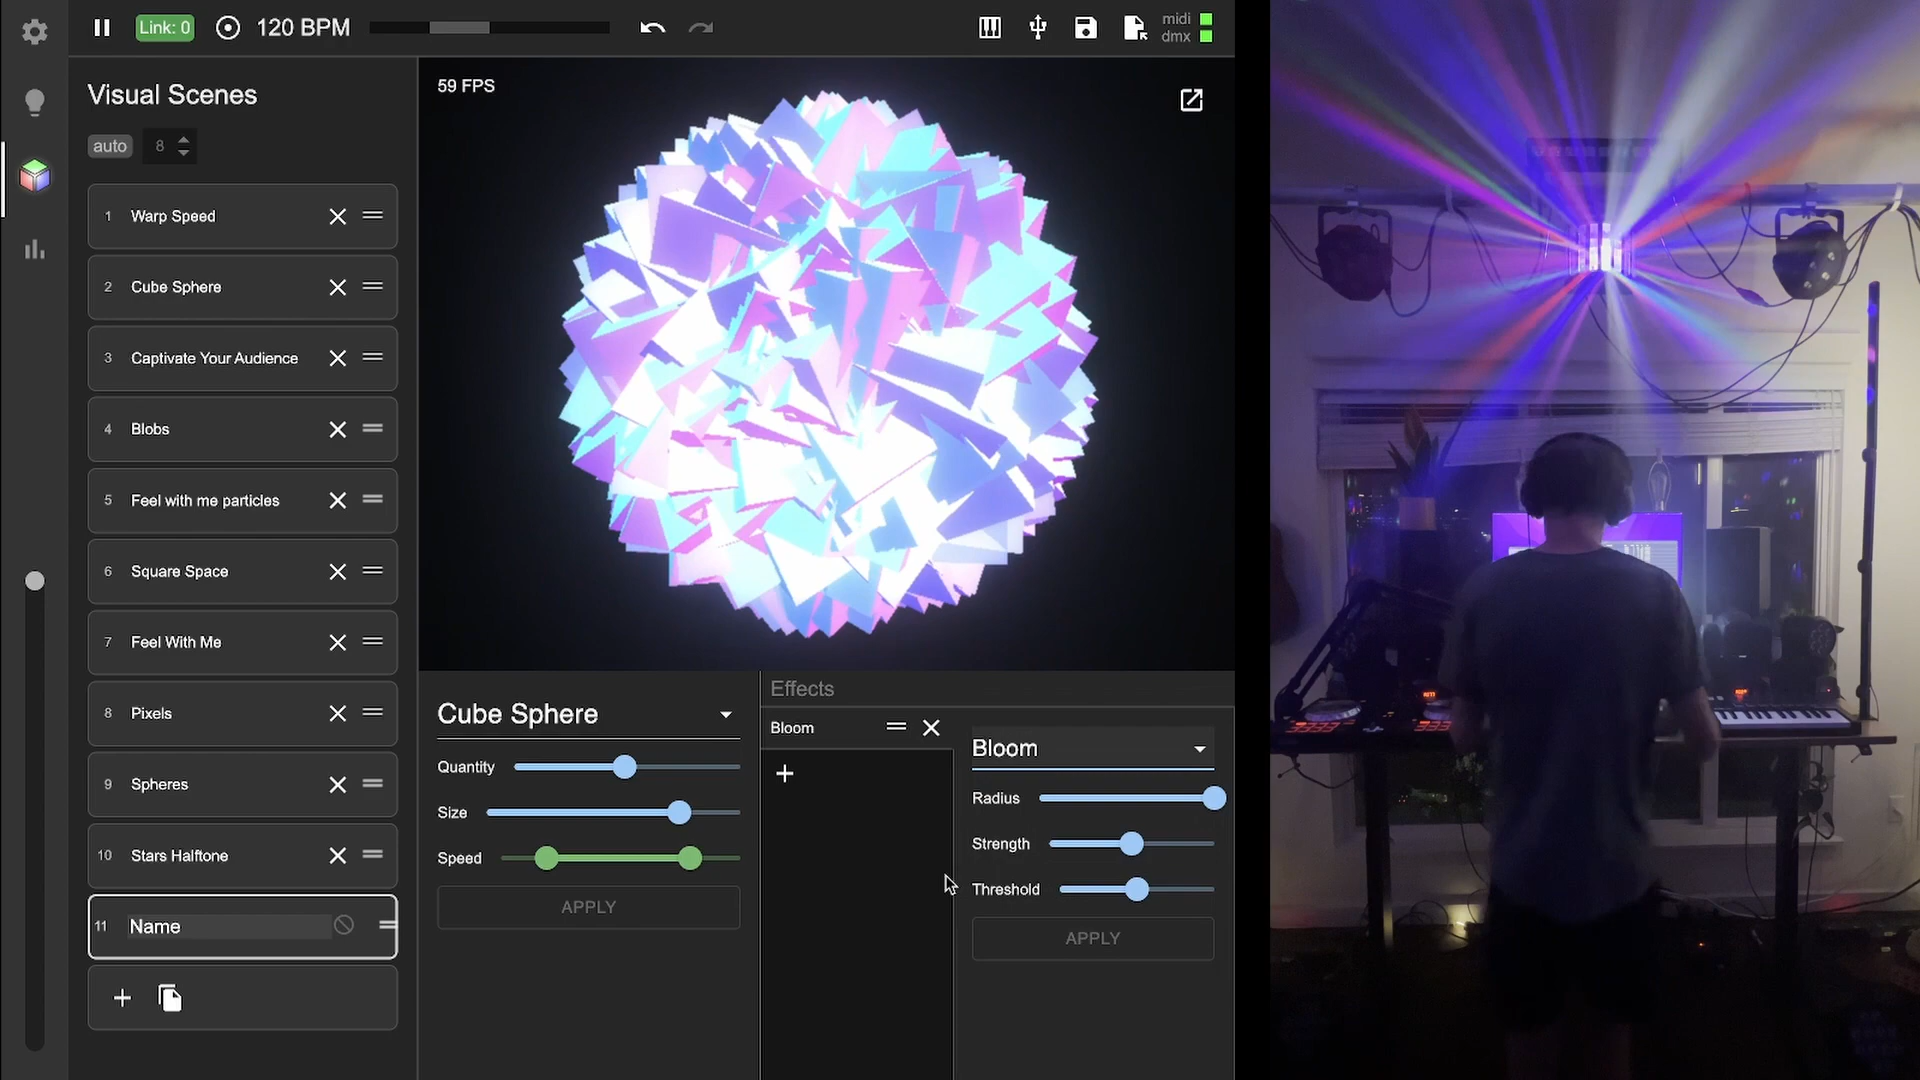 Link: 0
120 BPM
midi
dmx
Visual Scenes
auto
8
59 FPS
1 Warp Speed
2 Cube Sphere
3 Captivate Your Audience
4 Blobs
5 Feel with me particles
6 Square Space
7 Feel With Me
8 Pixels
9 Spheres
10 Stars Halftone
11 Name
Cube Sphere
Quantity
Size
Speed
APPLY
Effects
Bloom
Bloom
Radius
Strength
Threshold
APPLY